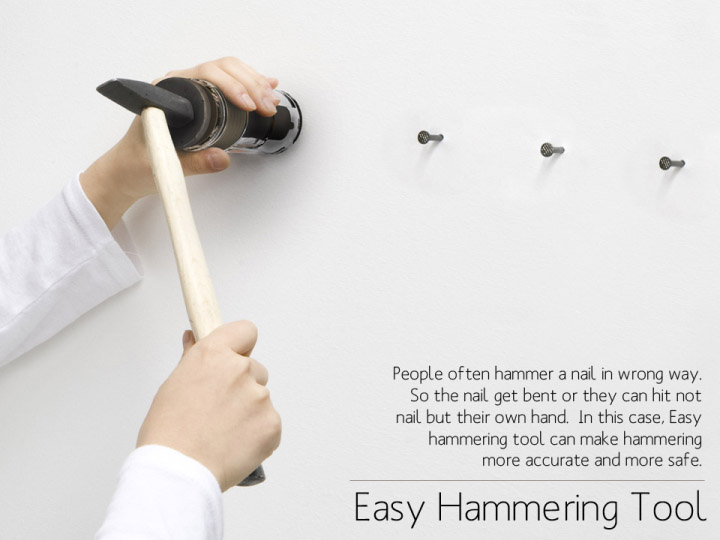 People often hammer a nail in wrong way.
So the nail get bent or they can hit not
nail but their own hand. In this case, Easy
hammering tool can make hammering
more accurate and more safe.
Easy Hammering Tool